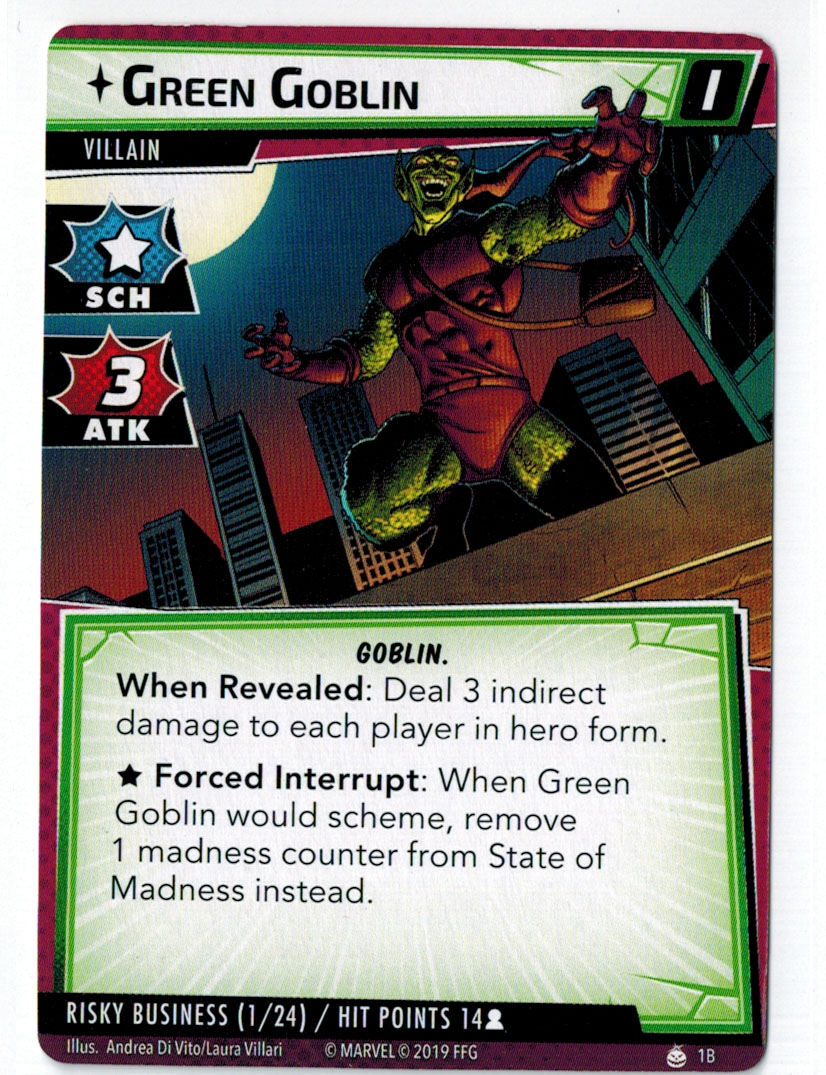 GREEN GOBLIN
I
VILLAIN
SCH
3
ATK
GOBLIN.
When Revealed: Deal 3 indirect
damage to each player in hero form.
★ Forced Interrupt: When Green
Goblin would scheme, remove
1 madness counter from State of
Madness instead.
RISKY BUSINESS (1/24) / HIT POINTS 14
Illus. Andrea Di Vito/Laura Villari © MARVEL © 2019 FFG 1B